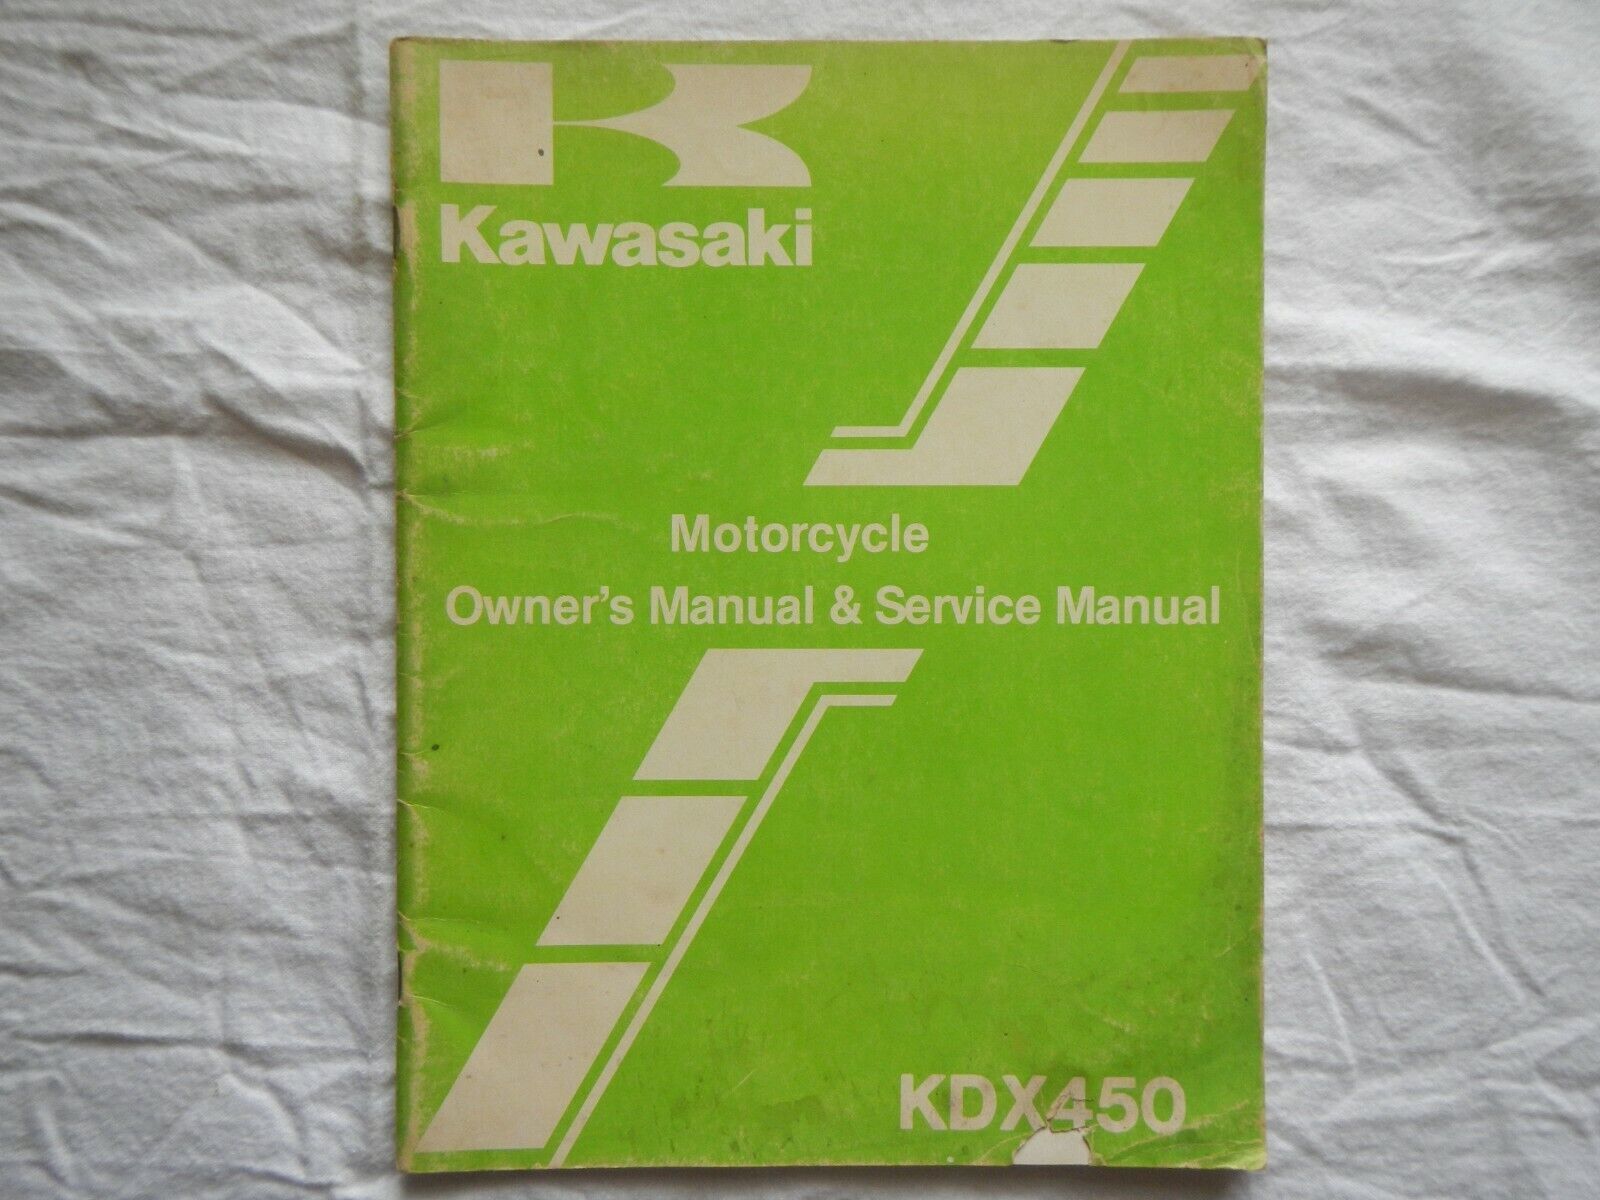 Kawasaki
Motorcycle
Owner's Manual & Service Manual
KDX450